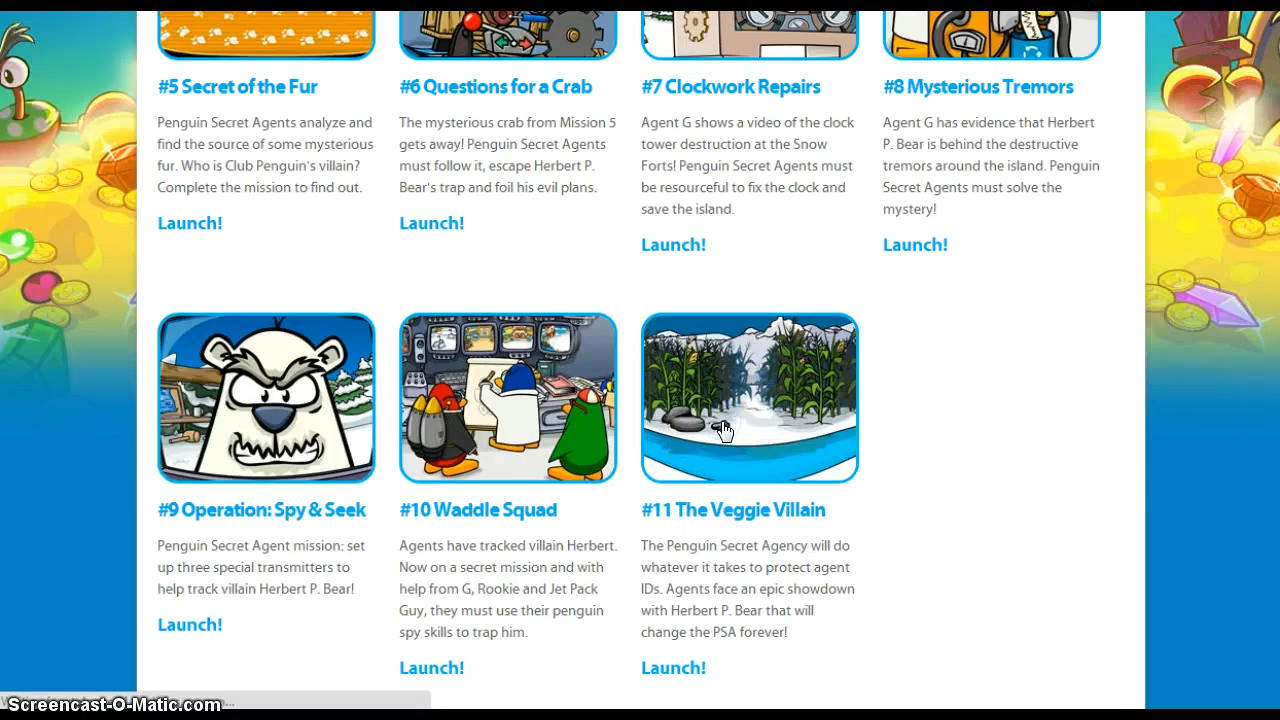 #5 Secret of the Fur
Penguin Secret Agents analyze and
find the source of some mysterious
fur. Who is Club Penguin's villain?
Complete the mission to find out.
Launch!
#6 Questions for a Crab
The mysterious crab from Mission 5
gets away! Penguin Secret Agents
must follow it, escape Herbert P.
Bear's trap and foil his evil plans.
Launch!
#7 Clockwork Repairs
Agent G shows a video of the clock
tower destruction at the Snow
Forts! Penguin Secret Agents must
be resourceful to fix the clock and
save the island.
Launch!
#8 Mysterious Tremors
Agent G has evidence that Herbert
P. Bear is behind the destructive
tremors around the island. Penguin
Secret Agents must solve the
mystery!
Launch!
#9 Operation: Spy & Seek
Penguin Secret Agent mission: set
up three special transmitters to
help track villain Herbert P. Bear!
Launch!
#10 Waddle Squad
Agents have tracked villain Herbert.
Now on a secret mission and with
help from G, Rookie and Jet Pack
Guy, they must use their penguin
spy skills to trap him.
Launch!
#11 The Veggie Villain
The Penguin Secret Agency will do
whatever it takes to protect agent
IDs. Agents face an epic showdown
with Herbert P. Bear that will
change the PSA forever!
Launch!
Screencast-O-Matic.com